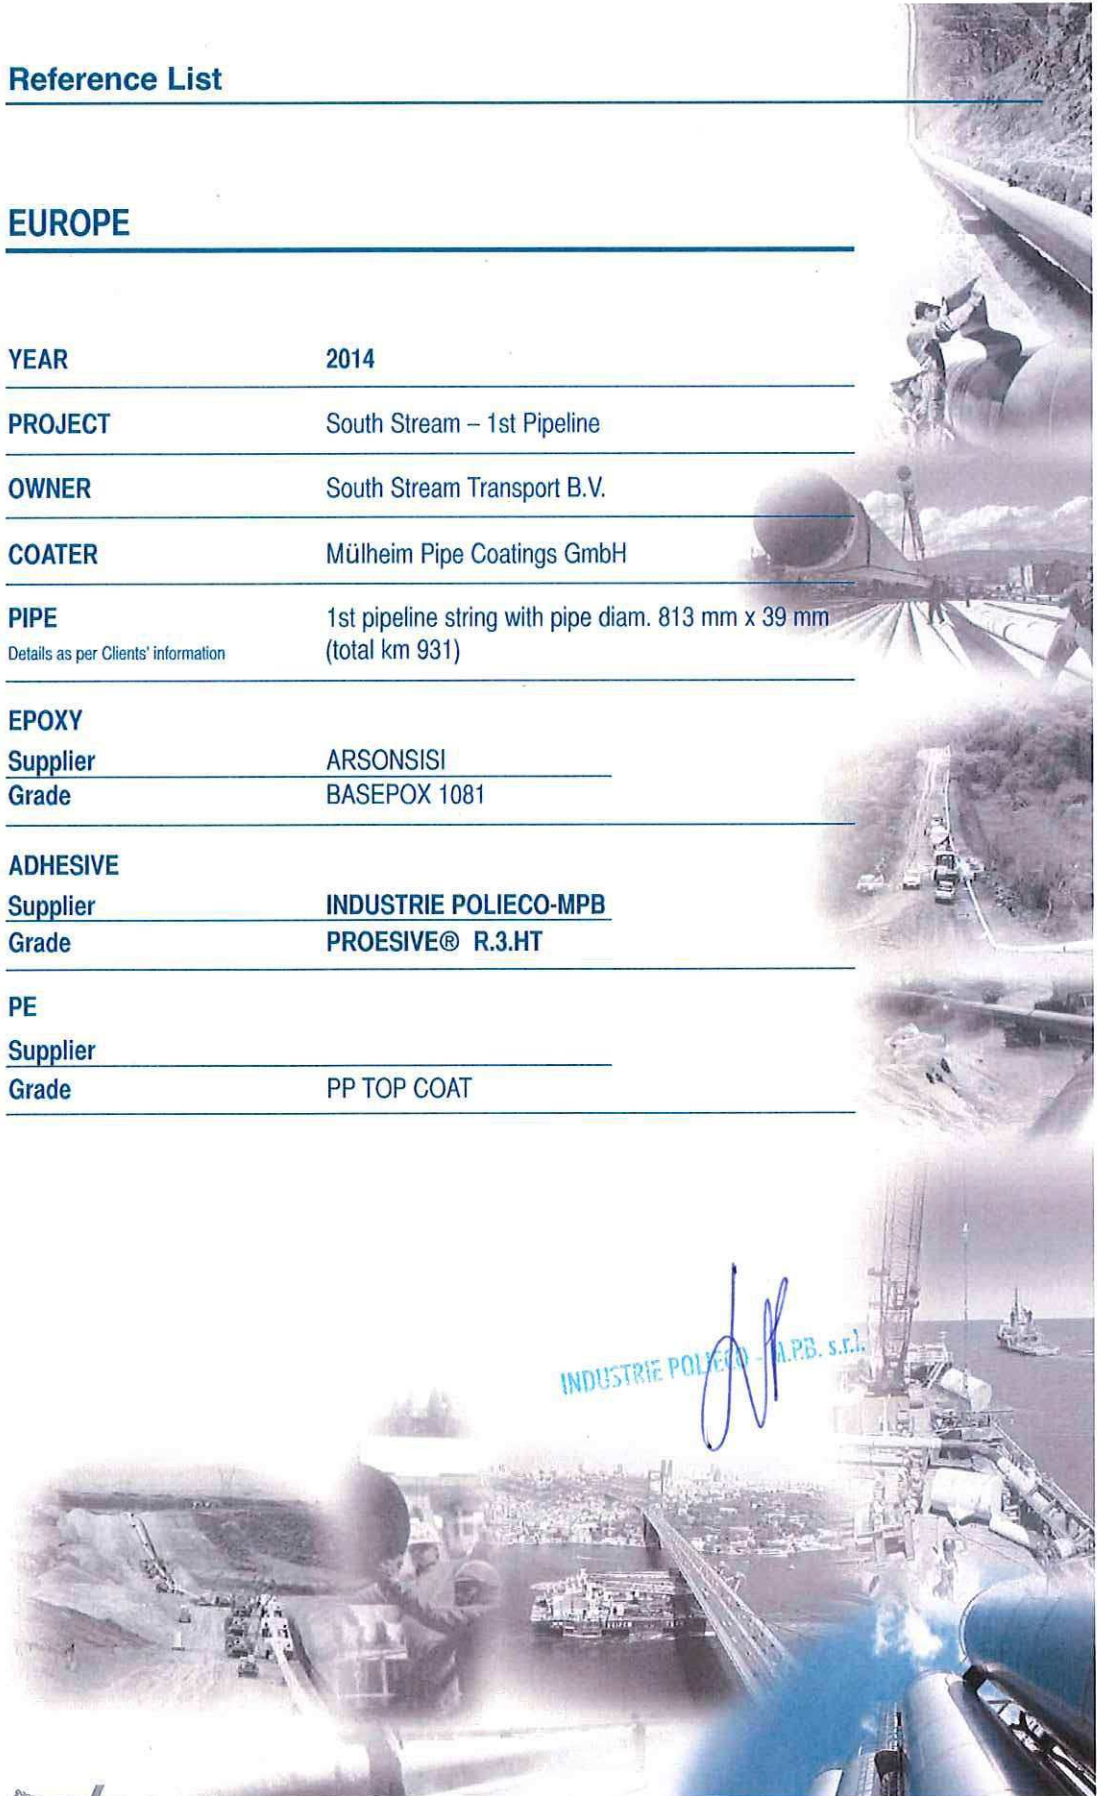 Reference List
EUROPE
YEAR 2014
PROJECT South Stream – 1st Pipeline
OWNER South Stream Transport B.V.
COATER Mülheim Pipe Coatings GmbH
PIPE 1st pipeline string with pipe diam. 813 mm x 39 mm
Details as per Clients' information (total km 931)
EPOXY
Supplier ARSONSISI
Grade BASEPOX 1081
ADHESIVE
Supplier INDUSTRIE POLIECO-MPB
Grade PROESIVE® R.3.HT
PE
Supplier
Grade PP TOP COAT
INDUSTRIE POLIECO - M.P.B. s.r.l.